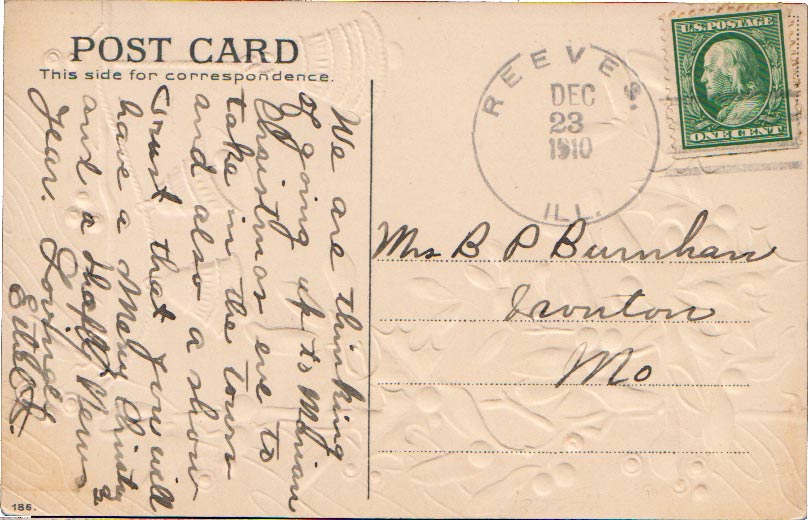 POST CARD
This side for correspondence.
We are thinking
of going up to Marion
Christmas eve to
take in the town
and also a show
Trust that you will
have a Merry Christmas
and a Happy New
Year. Lovingly
Ethel
REEVES.
DEC
23
1910
ILL.
U.S. POSTAGE
ONE CENT
Mrs B P Burnham
Ironton
Mo
186.